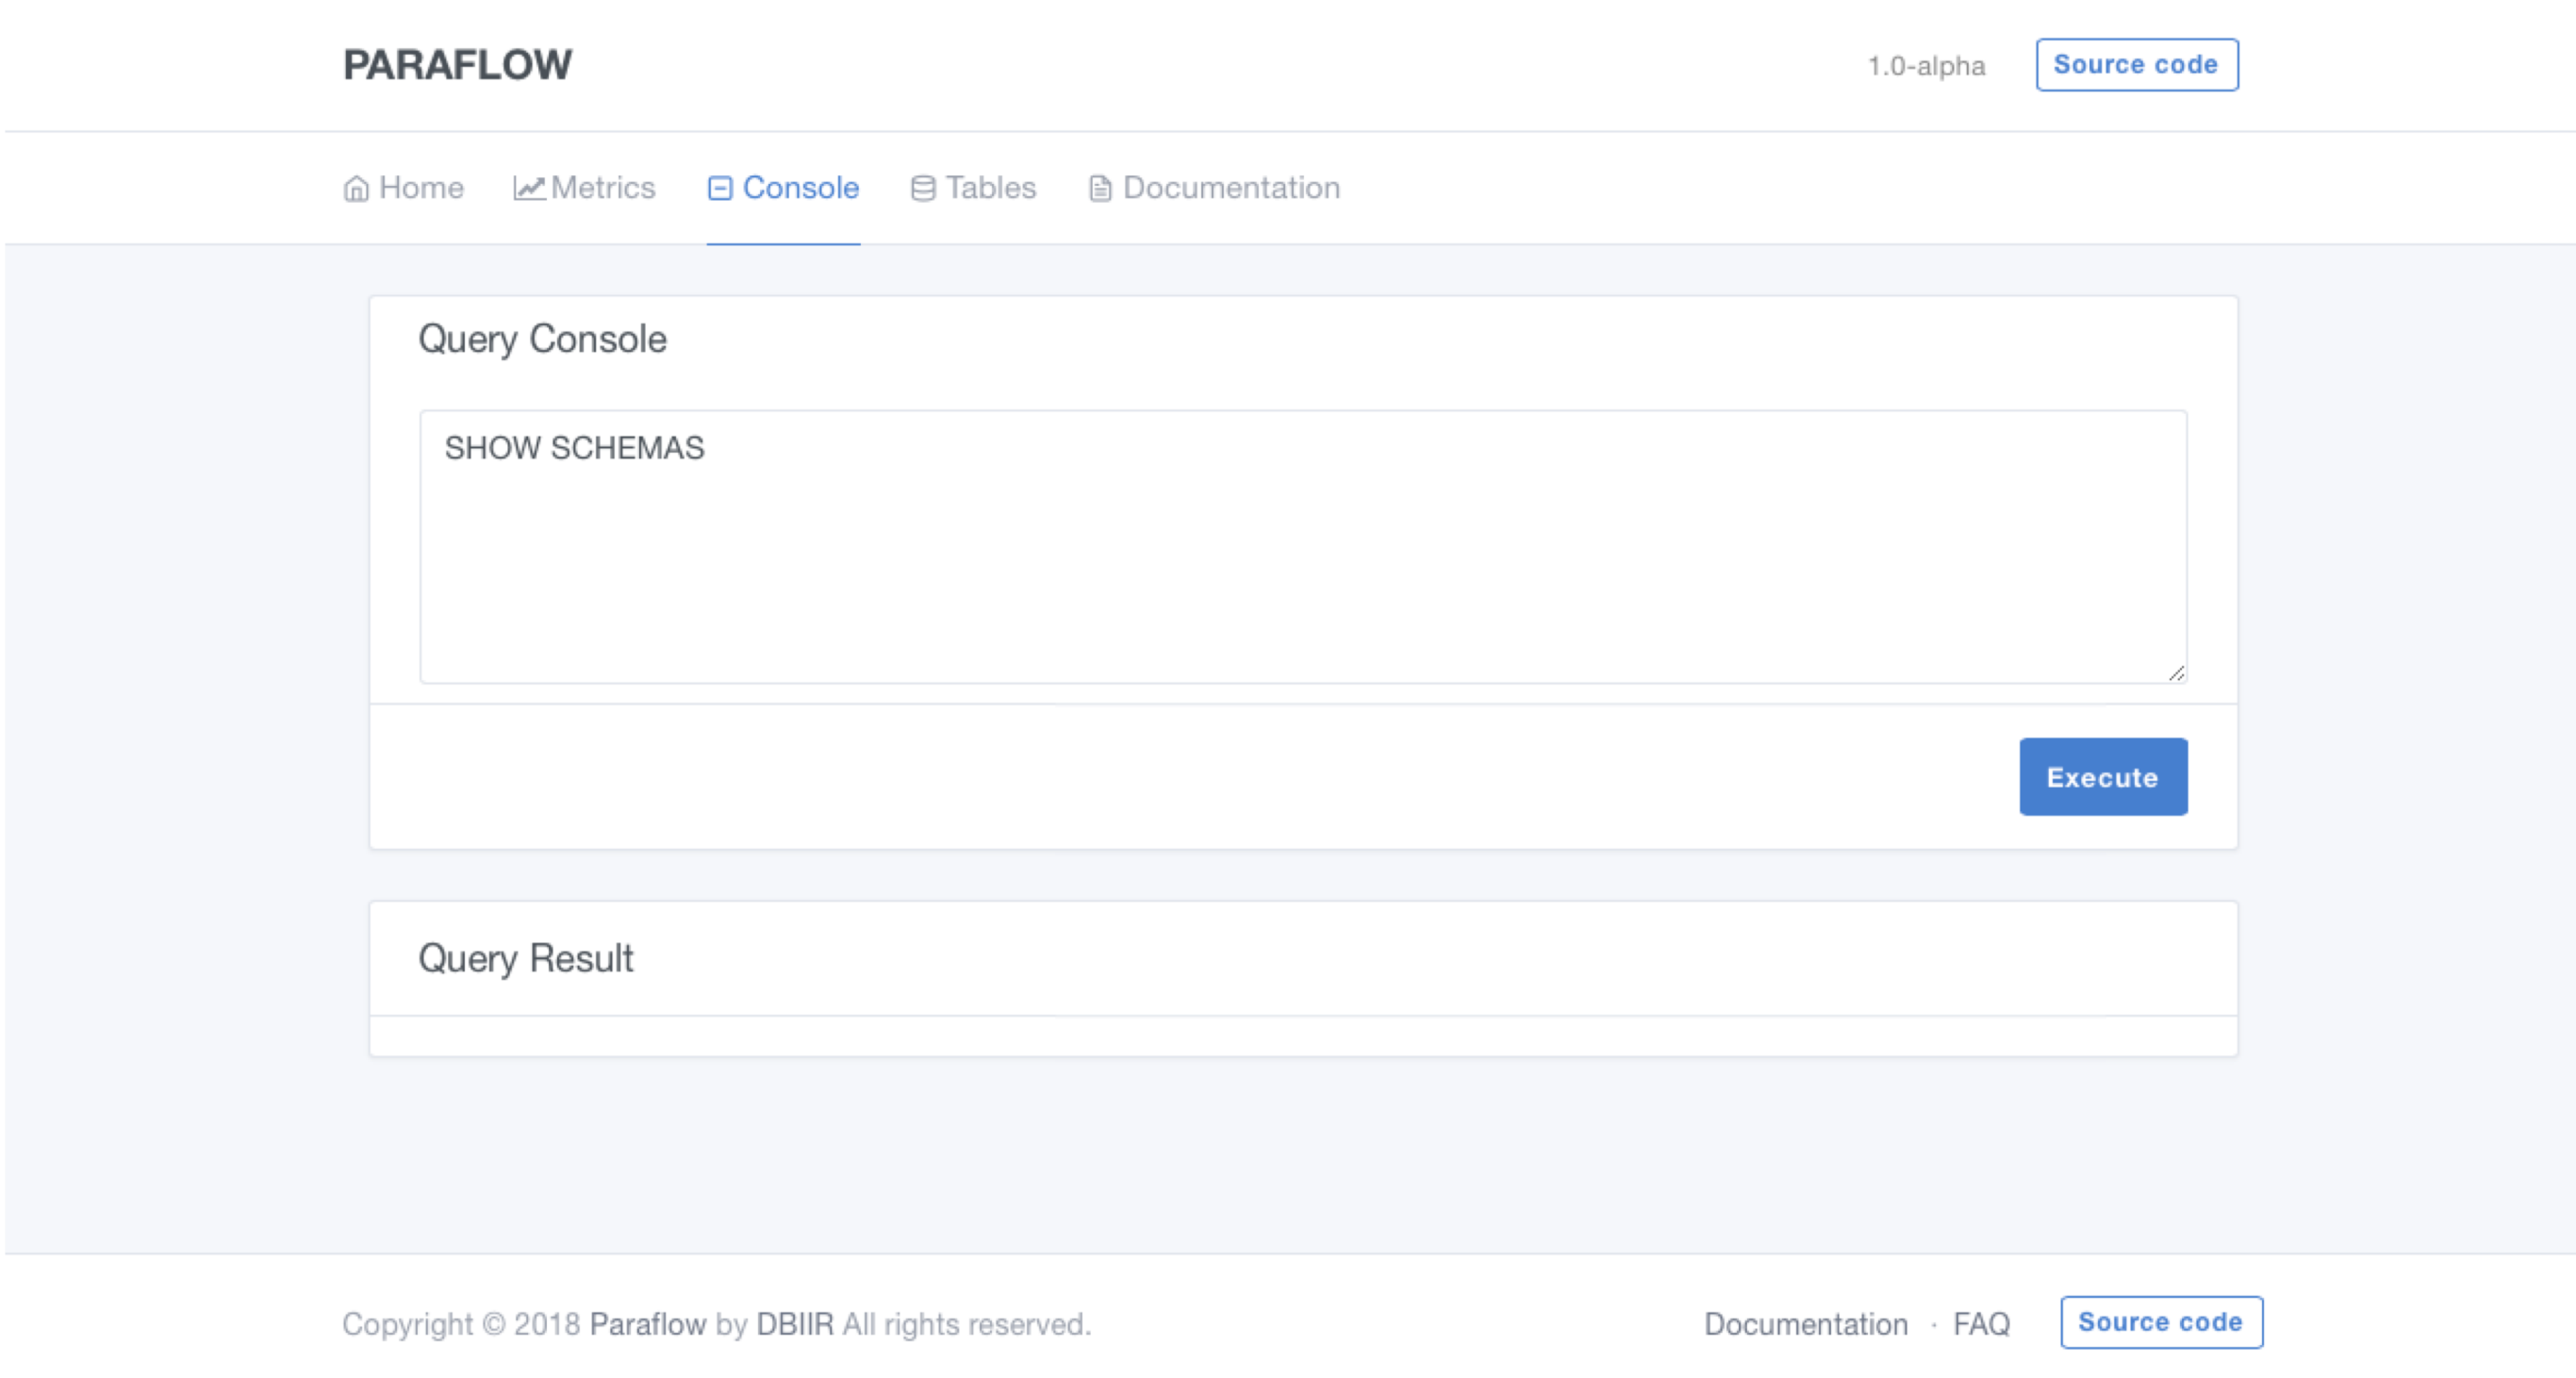 PARAFLOW
1.0-alpha
Source code
Home
Metrics
Console
Tables
Documentation
Query Console
SHOW SCHEMAS
Execute
Query Result
Copyright © 2018 Paraflow by DBIIR All rights reserved.
Documentation · FAQ
Source code